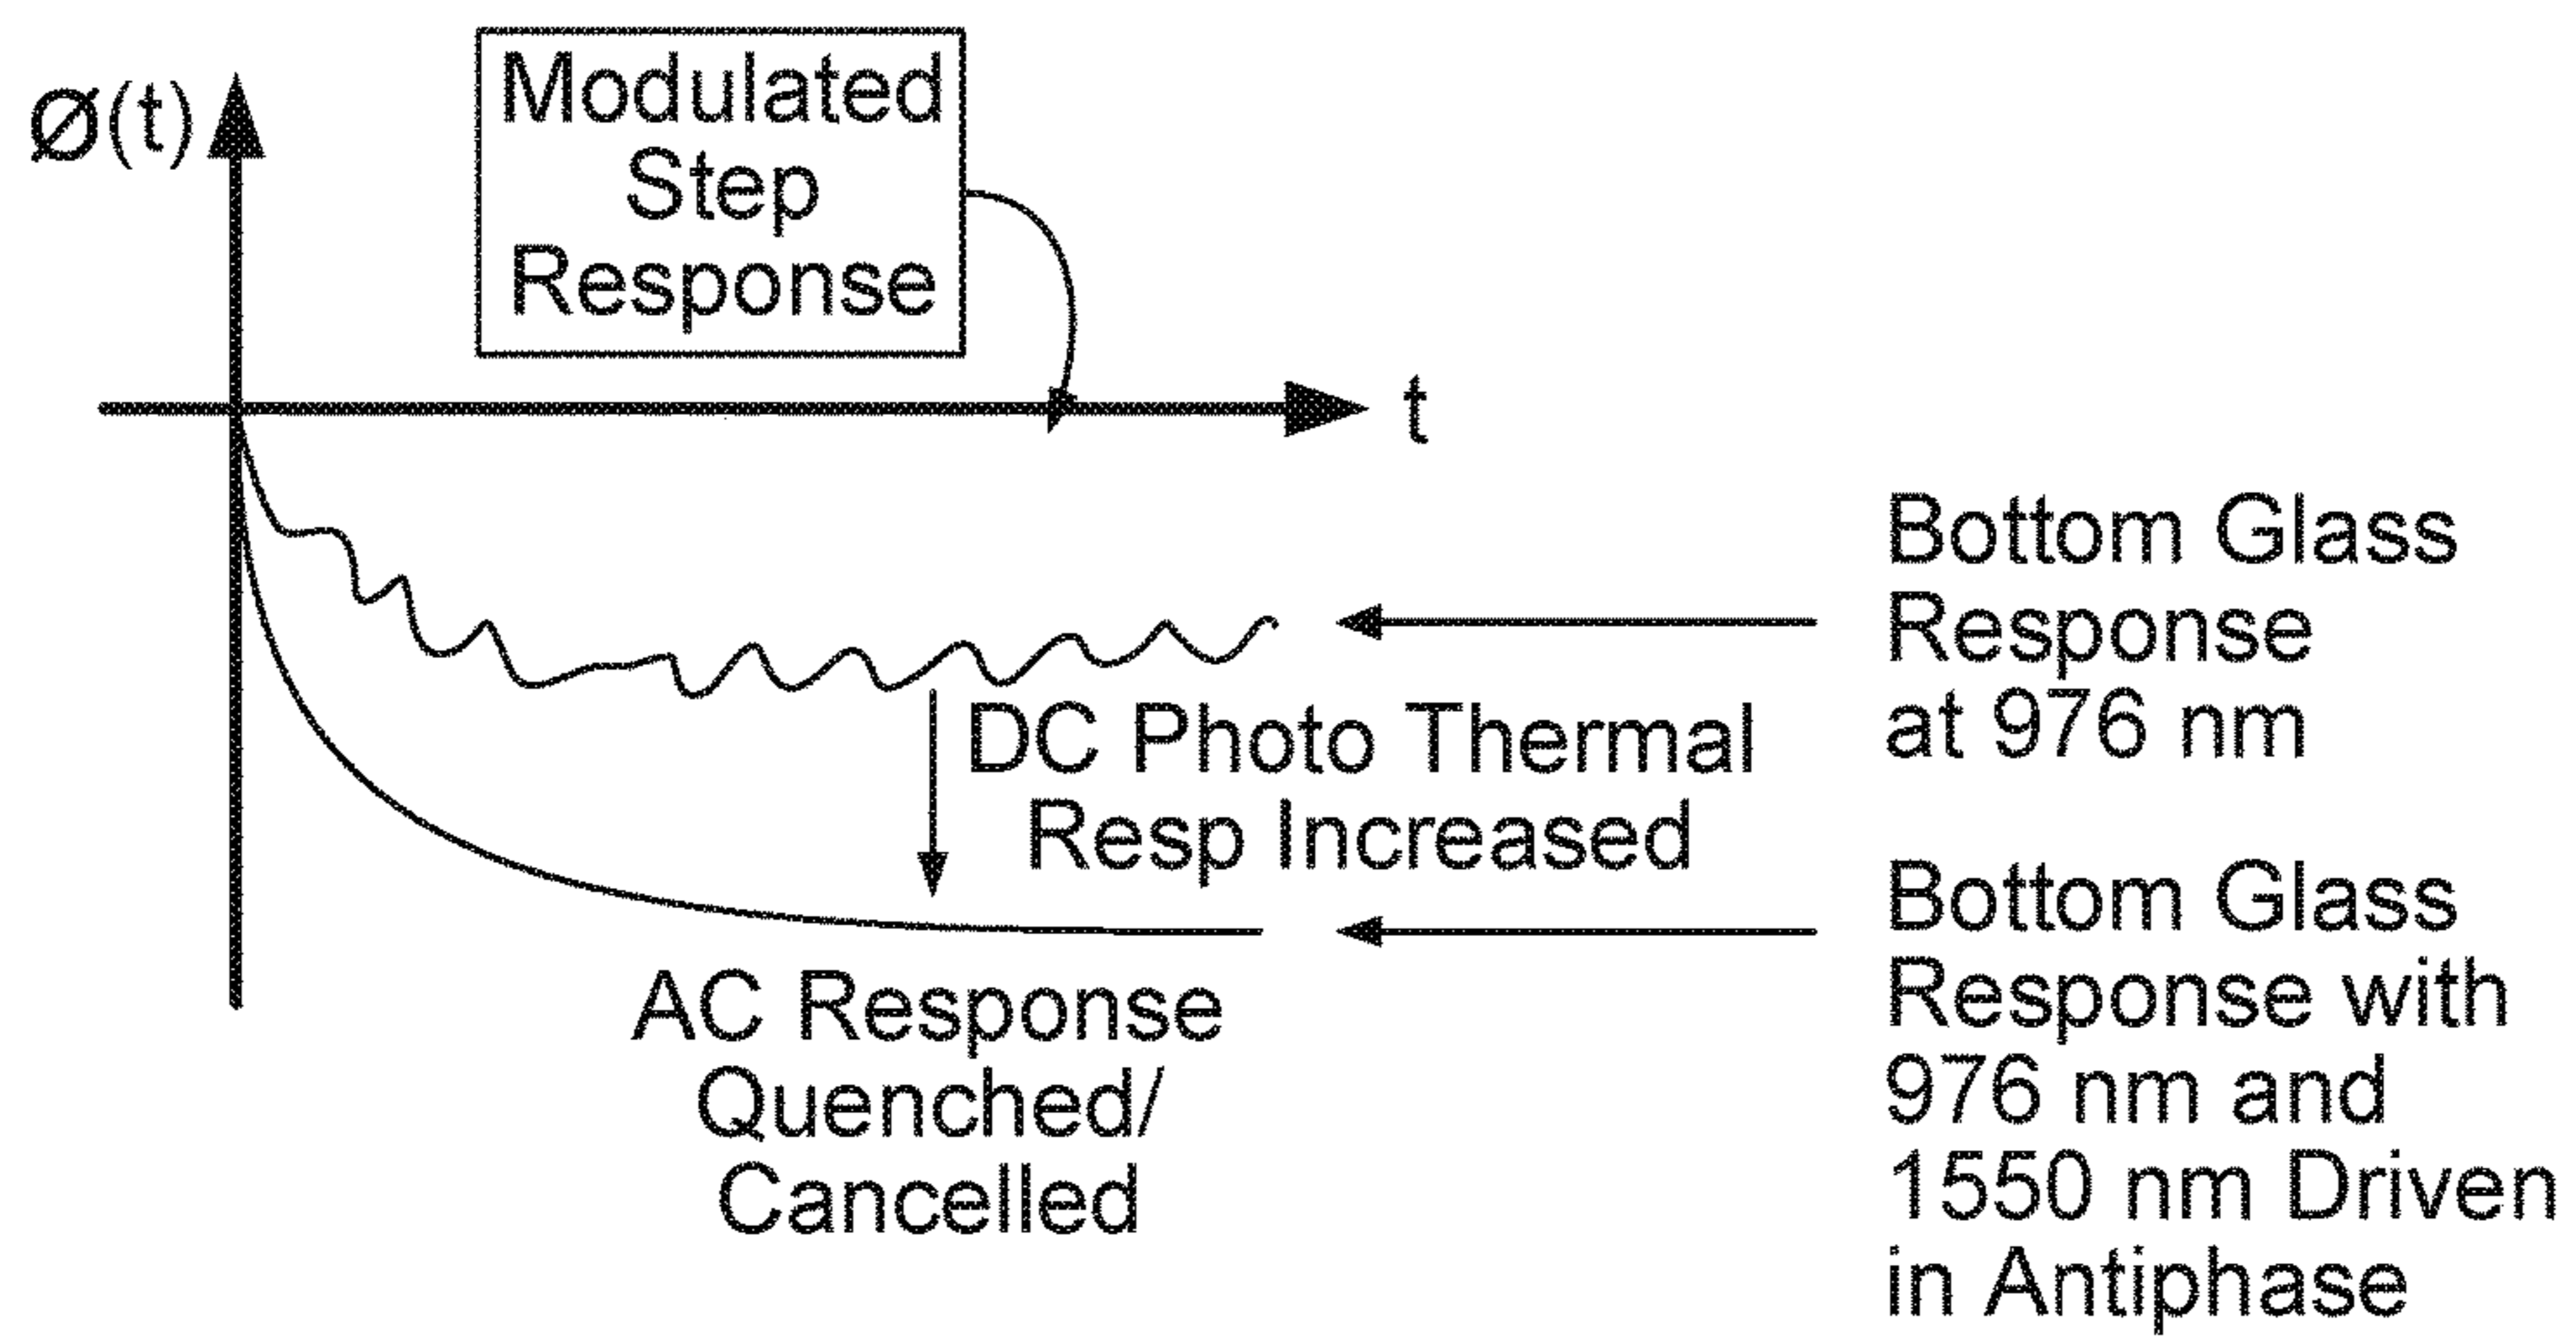 Modulated
Step
Response
Ø(t)
t
Bottom Glass
Response
at 976 nm
DC Photo Thermal
Resp Increased
Bottom Glass
Response with
976 nm and
1550 nm Driven
in Antiphase
AC Response
Quenched/
Cancelled